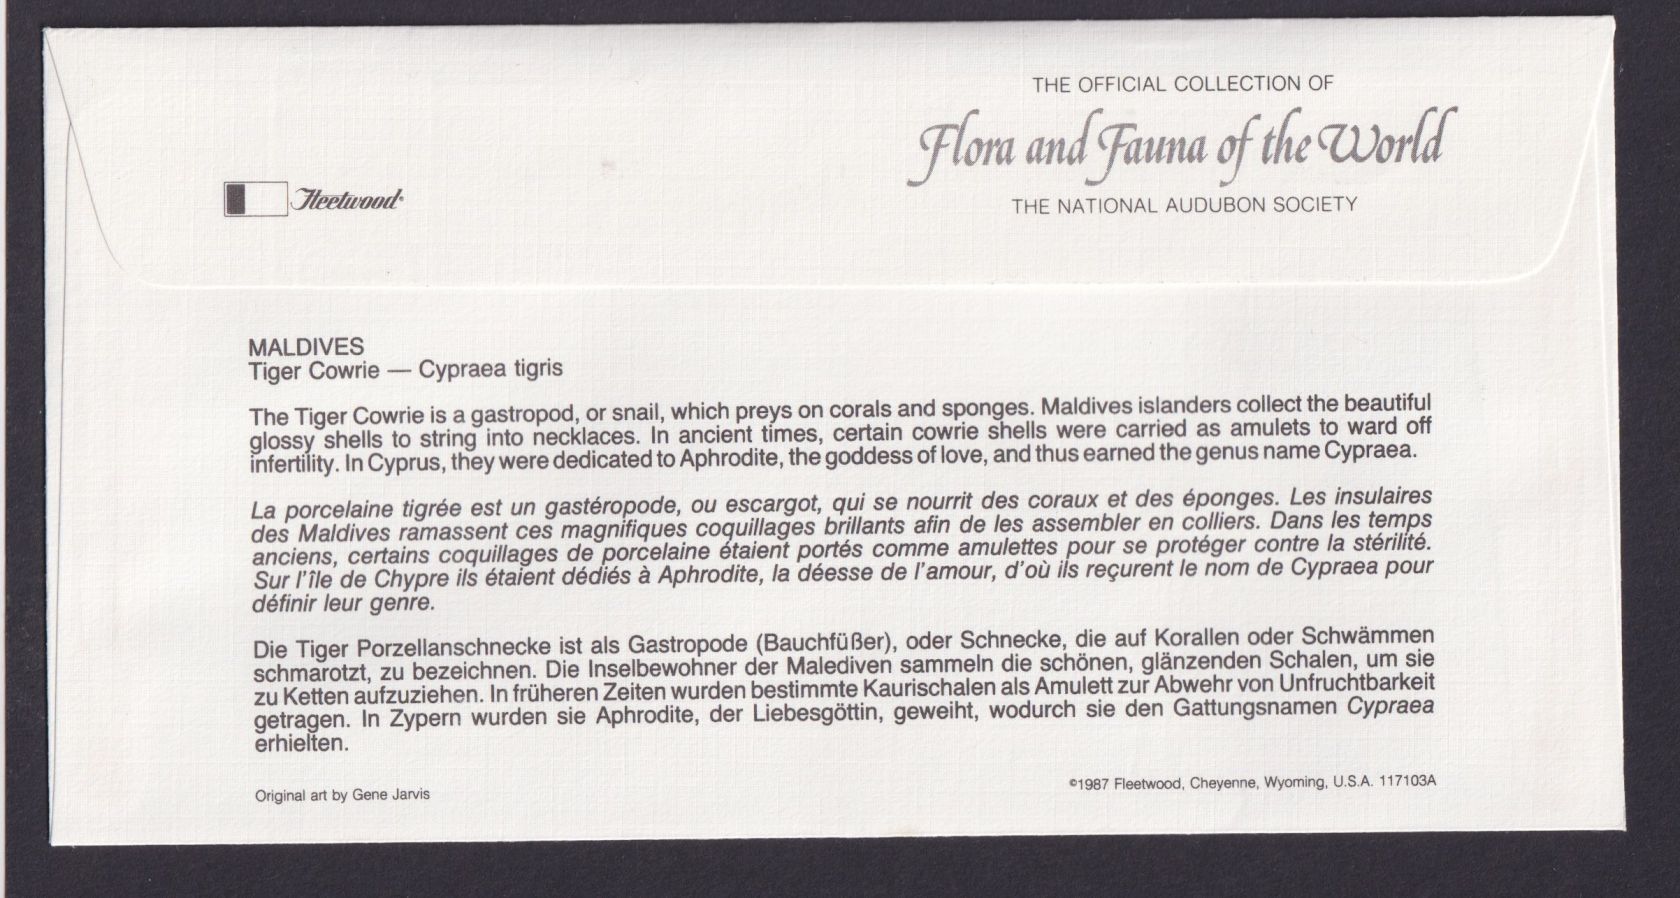 THE OFFICIAL COLLECTION OF
Flora and Fauna of the World
THE NATIONAL AUDUBON SOCIETY
Fleetwood®
MALDIVES
Tiger Cowrie — Cypraea tigris
The Tiger Cowrie is a gastropod, or snail, which preys on corals and sponges. Maldives islanders collect the beautiful
glossy shells to string into necklaces. In ancient times, certain cowrie shells were carried as amulets to ward off
infertility. In Cyprus, they were dedicated to Aphrodite, the goddess of love, and thus earned the genus name Cypraea.
La porcelaine tigrée est un gastéropode, ou escargot, qui se nourrit des coraux et des éponges. Les insulaires
des Maldives ramassent ces magnifiques coquillages brillants afin de les assembler en colliers. Dans les temps
anciens, certains coquillages de porcelaine étaient portés comme amulettes pour se protéger contre la stérilité.
Sur l'île de Chypre ils étaient dédiés à Aphrodite, la déesse de l'amour, d'où ils reçurent le nom de Cypraea pour
définir leur genre.
Die Tiger Porzellanschnecke ist als Gastropode (Bauchfüßer), oder Schnecke, die auf Korallen oder Schwämmen
schmarotzt, zu bezeichnen. Die Inselbewohner der Malediven sammeln die schönen, glänzenden Schalen, um sie
zu Ketten aufzuziehen. In früheren Zeiten wurden bestimmte Kaurischalen als Amulett zur Abwehr von Unfruchtbarkeit
getragen. In Zypern wurden sie Aphrodite, der Liebesgöttin, geweiht, wodurch sie den Gattungsnamen Cypraea
erhielten.
Original art by Gene Jarvis
©1987 Fleetwood, Cheyenne, Wyoming, U.S.A. 117103A